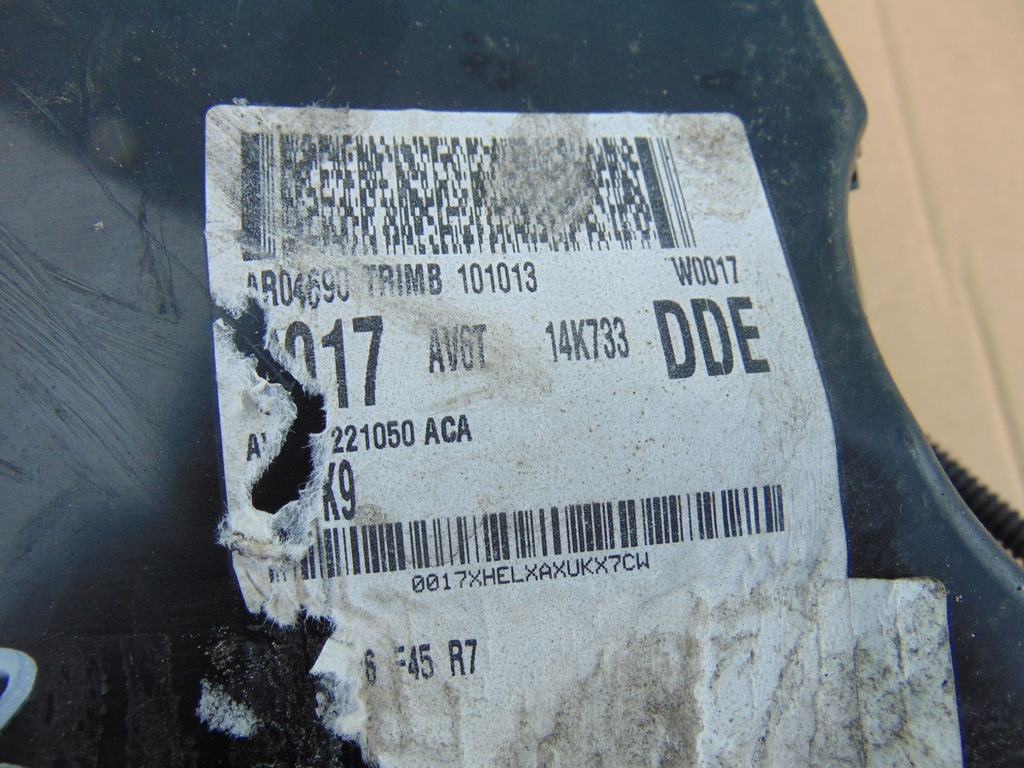 AR04690 TRIMB 101013 W0017
017 AV6T 14K733 DDE
221050 ACA
K9
0017XHELXAXUKX7CW
6 F45 R7